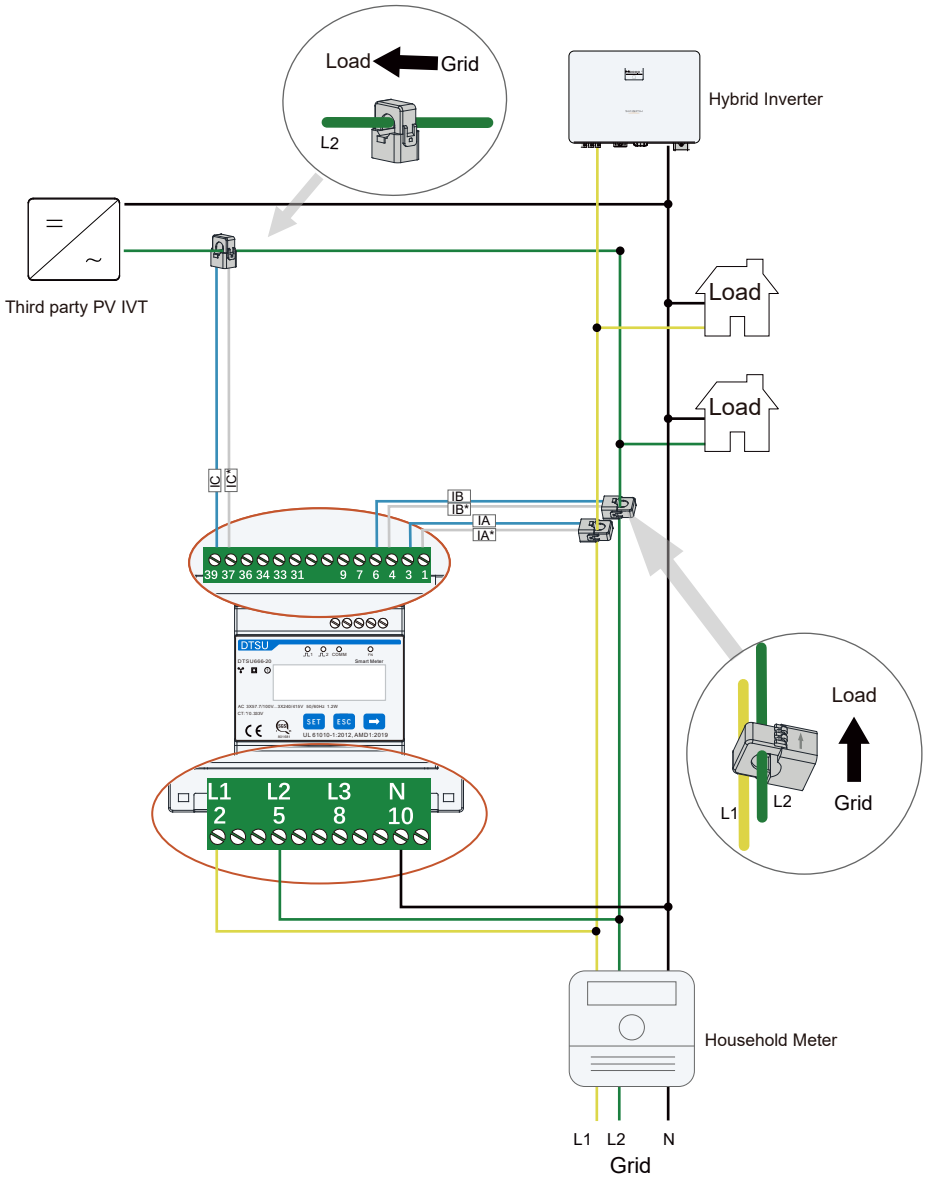 Load Grid
L2
Hybrid Inverter
= ~
Third party PV IVT
Load
Load
IC IC*
IB
IB*
IA
IA*
39 37 36 34 33 31 9 7 6 4 3 1
DTSU
1 2 COMM
DTSU666-20 Smart Meter
SET ESC
CE UL 61010-1:2012, AMD1:2019
L1 L2 L3 N
2 5 8 10
Load
L1 L2 Grid
Household Meter
L1 L2 N
Grid